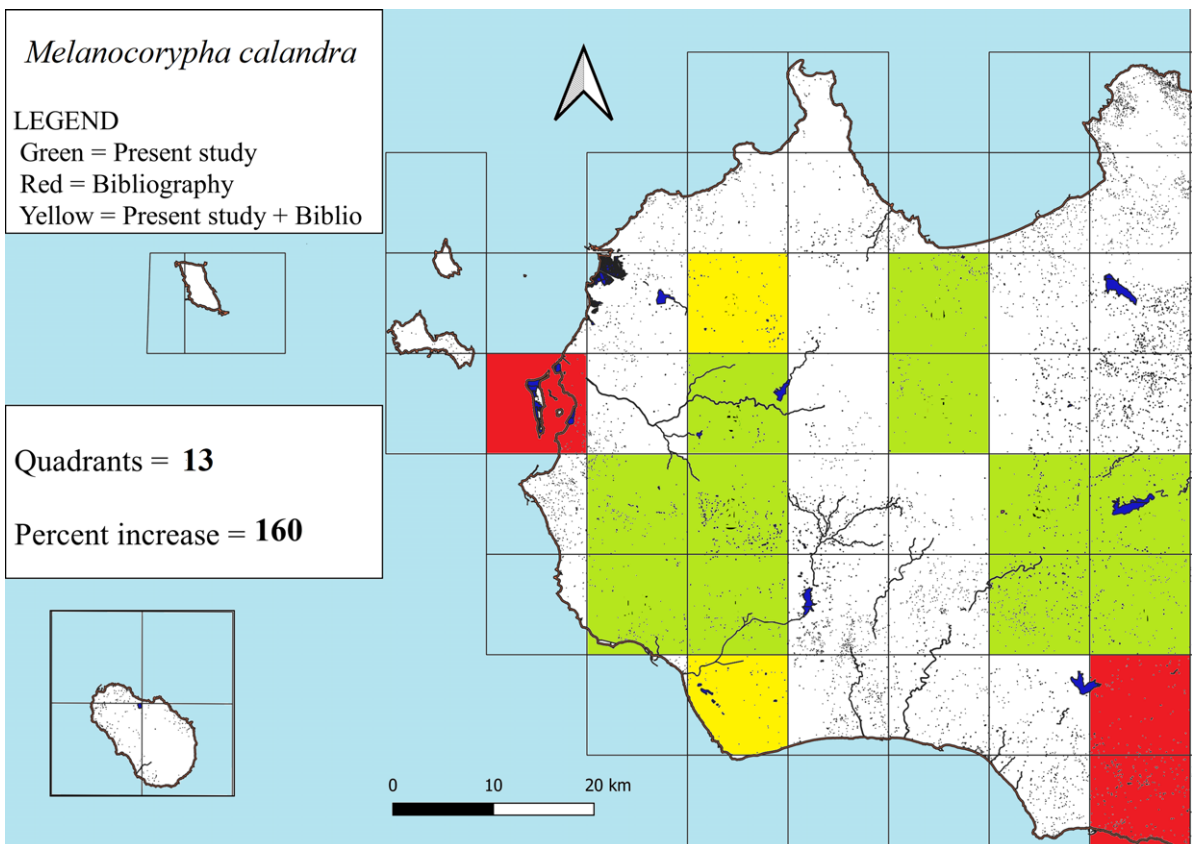 Melanocorypha calandra
LEGEND
Green = Present study
Red = Bibliography
Yellow = Present study + Biblio
Quadrants = 13
Percent increase = 160
0 10 20 km